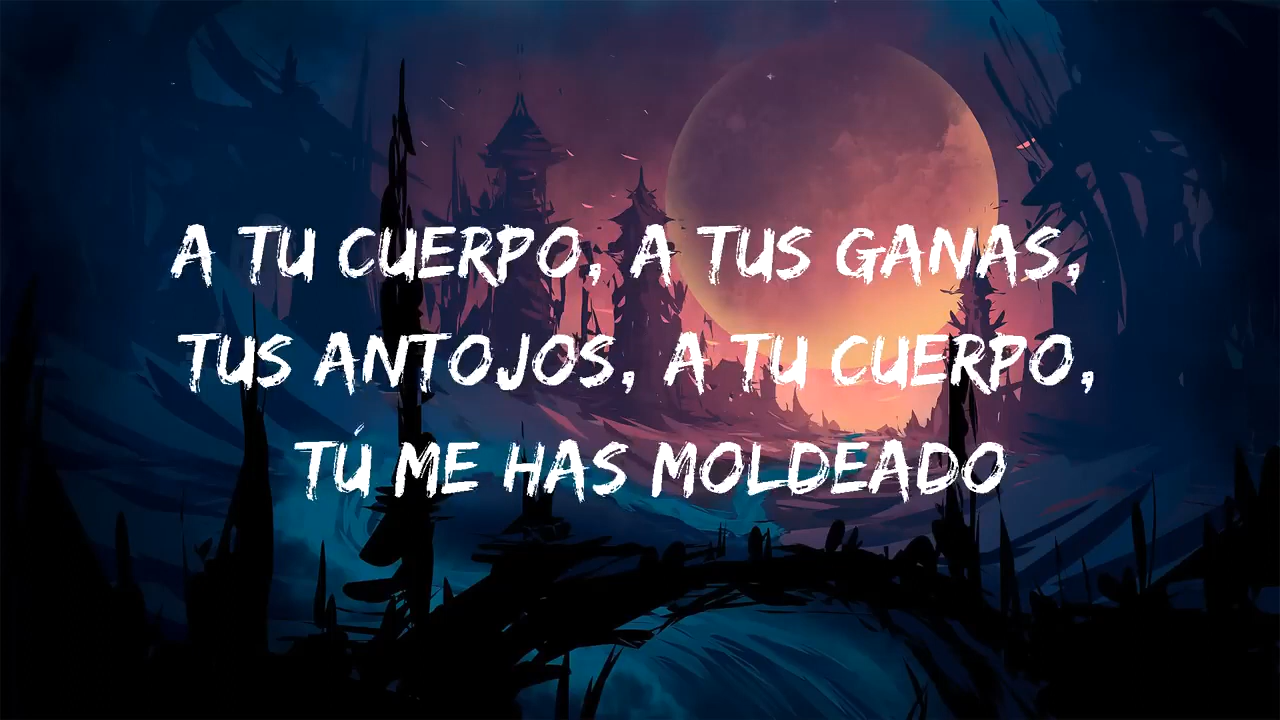 A TU CUERPO, A TUS GANAS,
TUS ANTOJOS, A TU CUERPO,
TÚ ME HAS MOLDEADO